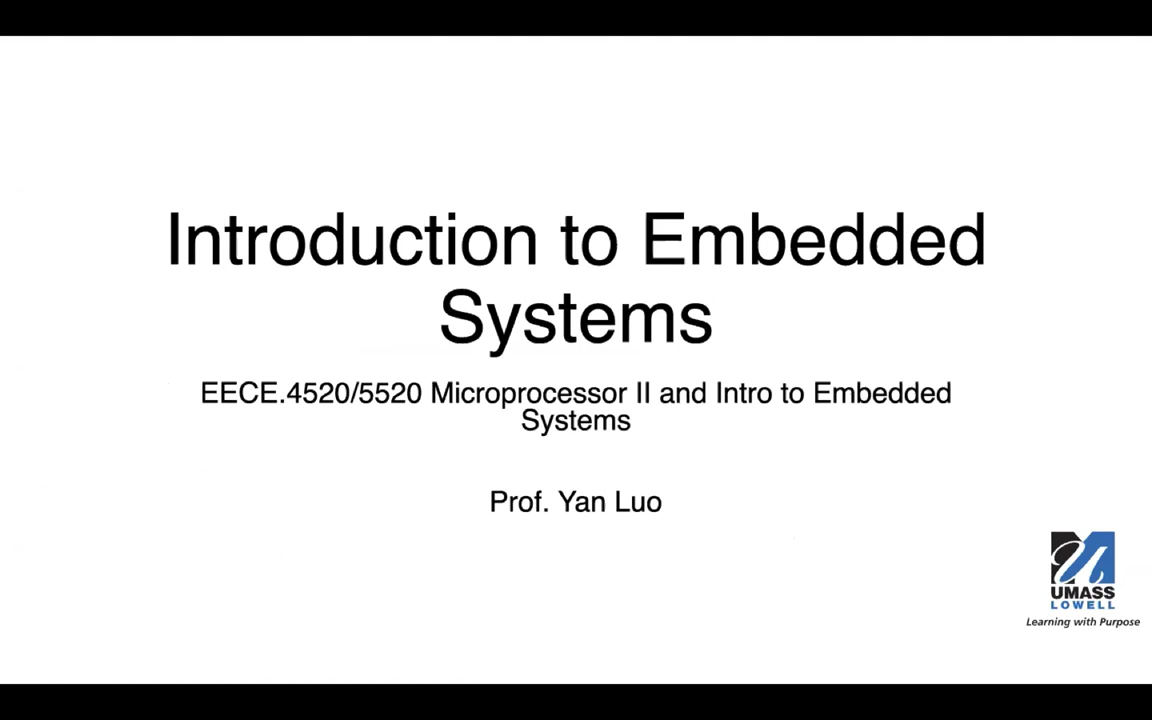 Introduction to Embedded
Systems
EECE.4520/5520 Microprocessor II and Intro to Embedded
Systems
Prof. Yan Luo
UMASS
LOWELL
Learning with Purpose